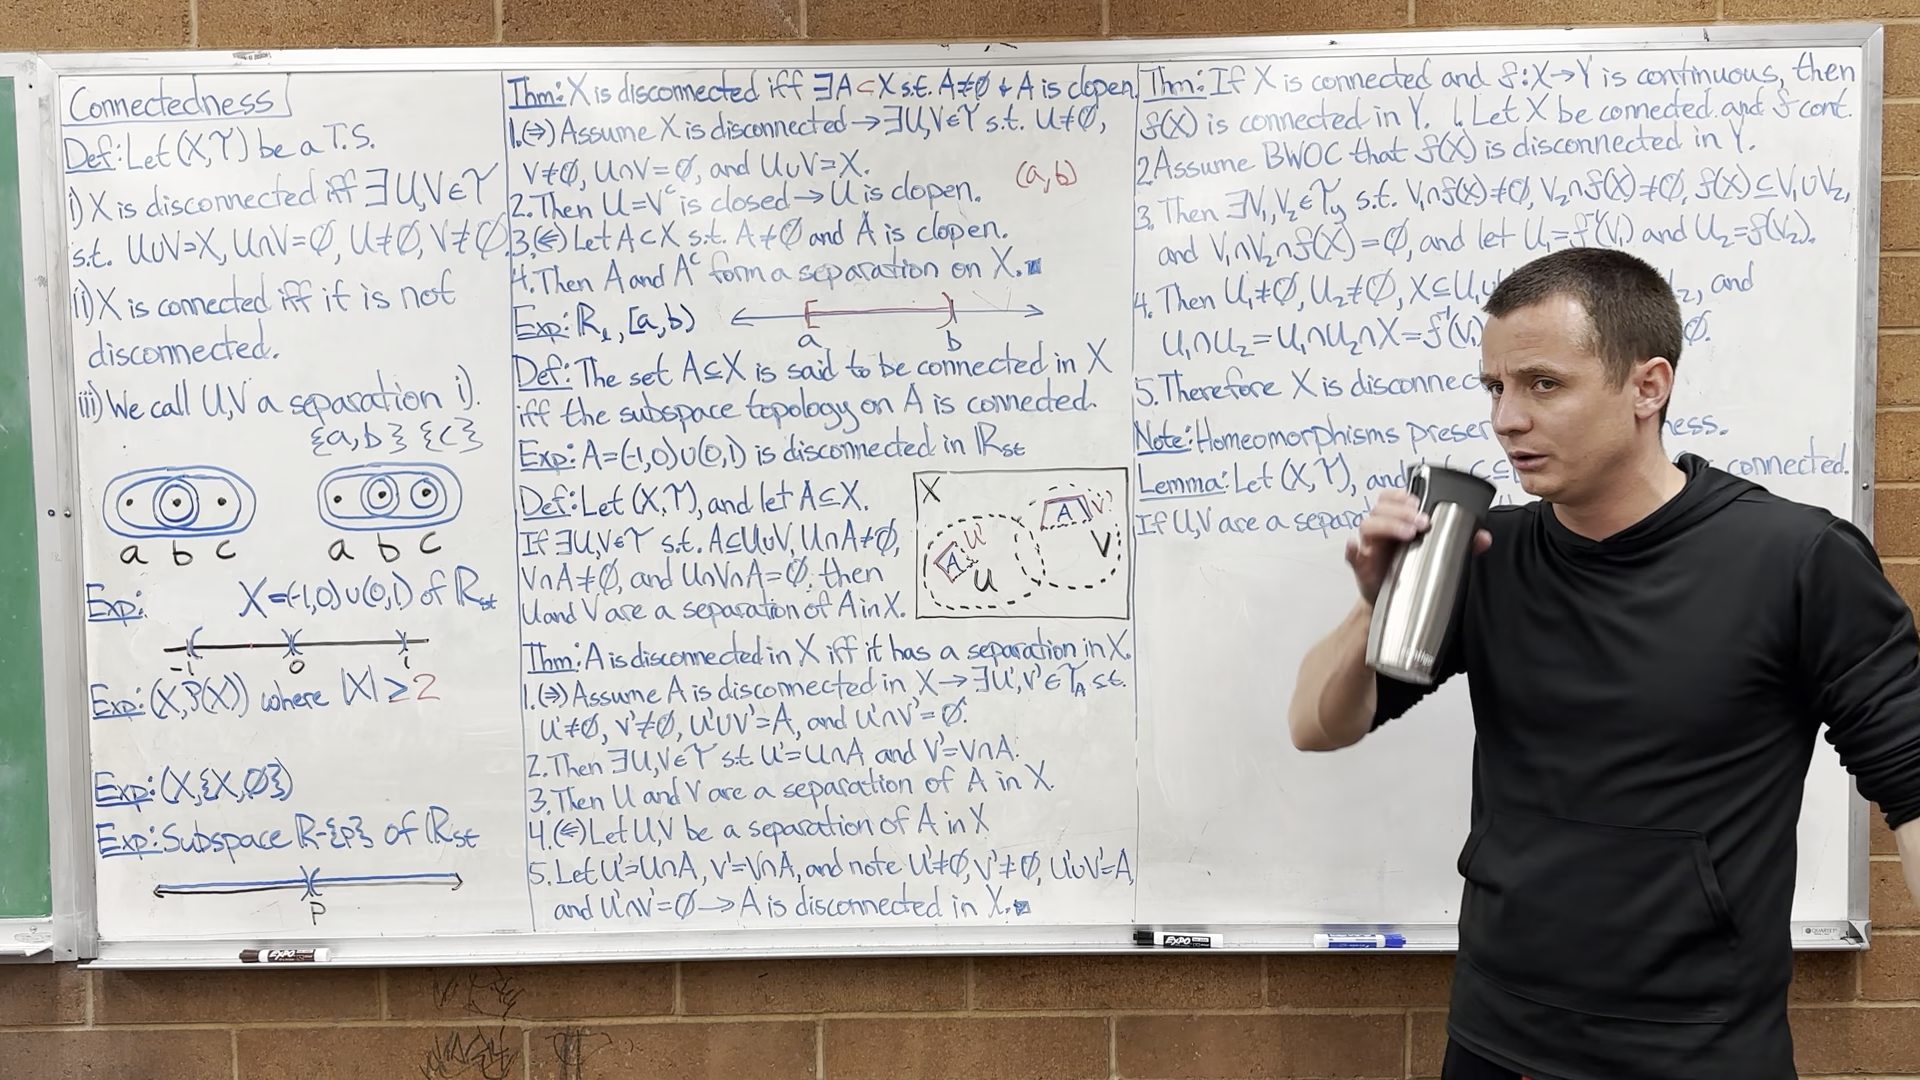 Connectedness
Def: Let (X,𝒯) be a T.S.
i) X is disconnected iff ∃U,V∈𝒯
s.t. U∪V=X, U∩V=∅, U≠∅, V≠∅.
ii) X is connected iff it is not
disconnected.
iii) We call U,V a separation i).
{a,b} {c}
a b c a b c
Exp: X=(-1,0)∪(0,1) of ℝst
-1 0 1
Exp: (X,P(X)) where |X| ≥ 2
Exp: (X,{X,∅})
Exp: Subspace ℝ-{p} of ℝst
P
Thm: X is disconnected iff ∃A⊂X s.t. A≠∅ + A is clopen.
1.(⇒) Assume X is disconnected → ∃U,V∈𝒯 s.t. U≠∅,
V≠∅, U∩V=∅, and U∪V=X.
(a,b)
2. Then U=Vᶜ is closed → U is clopen.
3.(⇐) Let A⊂X s.t. A≠∅ and A is clopen.
4. Then A and Aᶜ form a separation on X.
Exp: ℝℓ, [a,b)
a b
Def: The set A⊆X is said to be connected in X
iff the subspace topology on A is connected.
Exp: A=(-1,0)∪(0,1) is disconnected in ℝst
Def: Let (X,𝒯), and let A⊆X.
If ∃U,V∈𝒯 s.t. A⊆U∪V, U∩A≠∅,
V∩A≠∅, and U∩V∩A=∅, then
U and V are a separation of A in X.
X
A V'
A U'
U V
Thm: A is disconnected in X iff it has a separation in X.
1.(⇒) Assume A is disconnected in X → ∃U',V'∈𝒯A s.t.
U'≠∅, V'≠∅, U'∪V'=A, and U'∩V'=∅.
2. Then ∃U,V∈𝒯 s.t. U'=U∩A and V'=V∩A.
3. Then U and V are a separation of A in X.
4.(⇐) Let U,V be a separation of A in X
5. Let U'=U∩A, V'=V∩A, and note U'≠∅, V'≠∅, U'∪V'=A,
and U'∩V'=∅ → A is disconnected in X.
Thm: If X is connected and f:X→Y is continuous, then
f(X) is connected in Y. 1. Let X be connected and f cont.
2. Assume BWOC that f(X) is disconnected in Y.
3. Then ∃V₁,V₂∈𝒯y s.t. V₁∩f(X)≠∅, V₂∩f(X)≠∅, f(X)⊆V₁∪V₂,
and V₁∩V₂∩f(X)=∅, and let U₁=f⁻¹(V₁) and U₂=f⁻¹(V₂).
4. Then U₁≠∅, U₂≠∅, X⊆U₁∪ and
U₁∩U₂=U₁∩U₂∩X=f⁻¹(V₁) ∅.
5. Therefore X is
Note: Homeomorphisms
Lemma: Let (X,𝒯), and connected.
If U,V are a
EXPO
EXPO